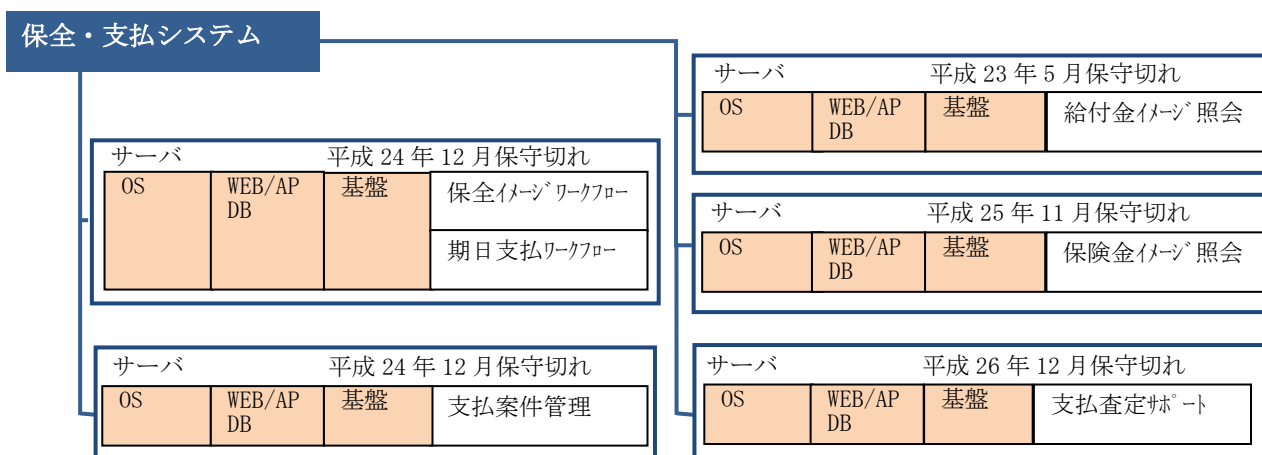 保全・支払システム
サーバ 平成 24 年 12 月保守切れ
OS WEB/AP 基盤 保全ｲﾒｰｼﾞﾜｰｸﾌﾛｰ
DB
期日支払ﾜｰｸﾌﾛｰ
サーバ 平成 24 年 12 月保守切れ
OS WEB/AP 基盤 支払案件管理
DB
サーバ 平成 23 年 5 月保守切れ
OS WEB/AP 基盤 給付金ｲﾒｰｼﾞ照会
DB
サーバ 平成 25 年 11 月保守切れ
OS WEB/AP 基盤 保険金ｲﾒｰｼﾞ照会
DB
サーバ 平成 26 年 12 月保守切れ
OS WEB/AP 基盤 支払査定ｻﾎﾟｰﾄ
DB